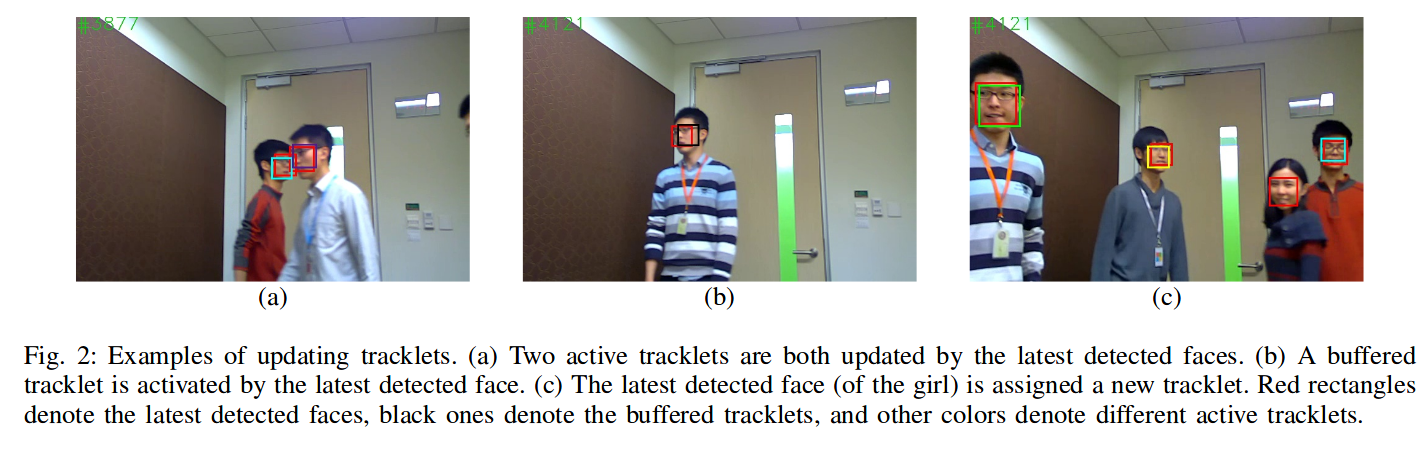 #3877
#4121
#4121
(a)
(b)
(c)
Fig. 2: Examples of updating tracklets. (a) Two active tracklets are both updated by the latest detected faces. (b) A buffered
tracklet is activated by the latest detected face. (c) The latest detected face (of the girl) is assigned a new tracklet. Red rectangles
denote the latest detected faces, black ones denote the buffered tracklets, and other colors denote different active tracklets.